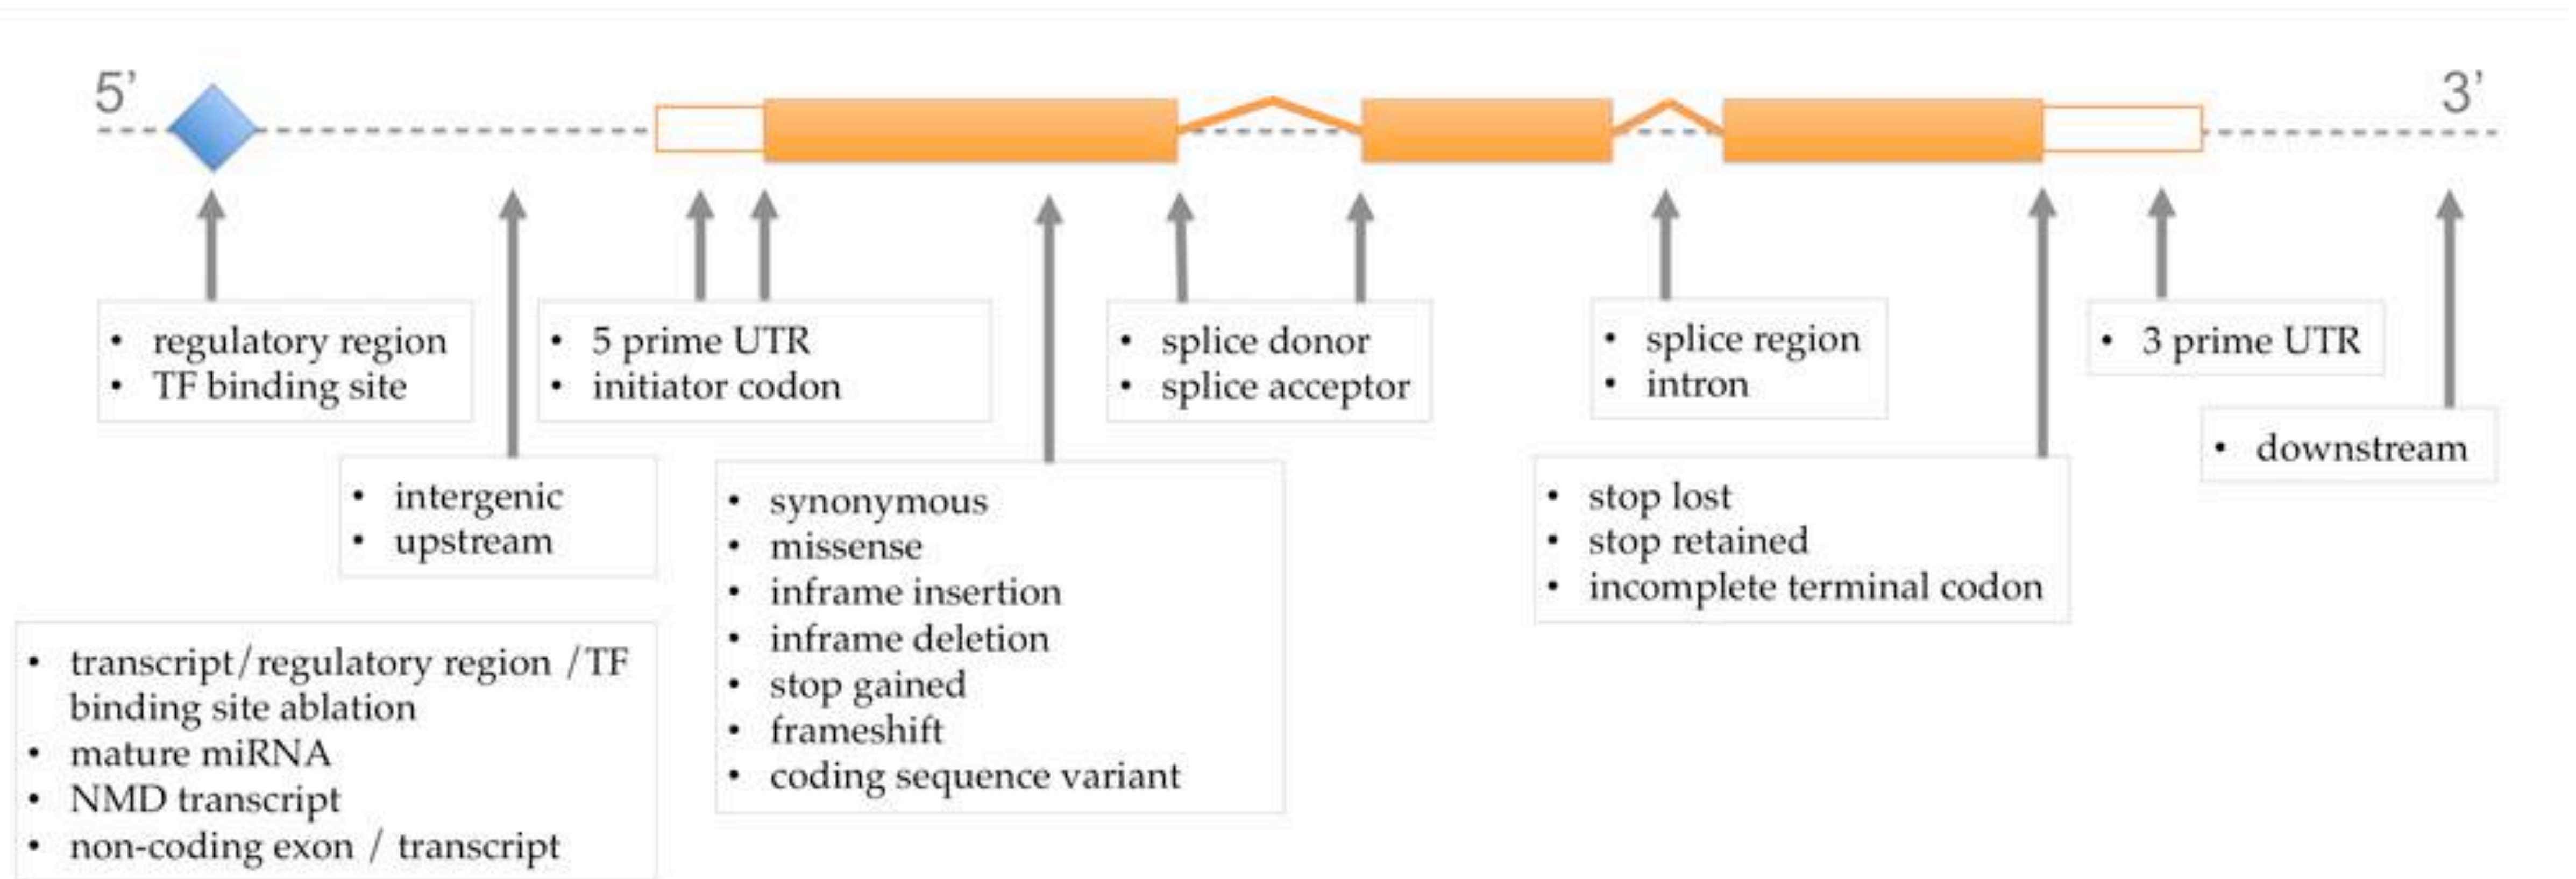 5’
3’
• regulatory region
• TF binding site
• 5 prime UTR
• initiator codon
• splice donor
• splice acceptor
• splice region
• intron
• 3 prime UTR
• downstream
• intergenic
• upstream
• synonymous
• missense
• inframe insertion
• inframe deletion
• stop gained
• frameshift
• coding sequence variant
• stop lost
• stop retained
• incomplete terminal codon
• transcript/regulatory region /TF
binding site ablation
• mature miRNA
• NMD transcript
• non-coding exon / transcript